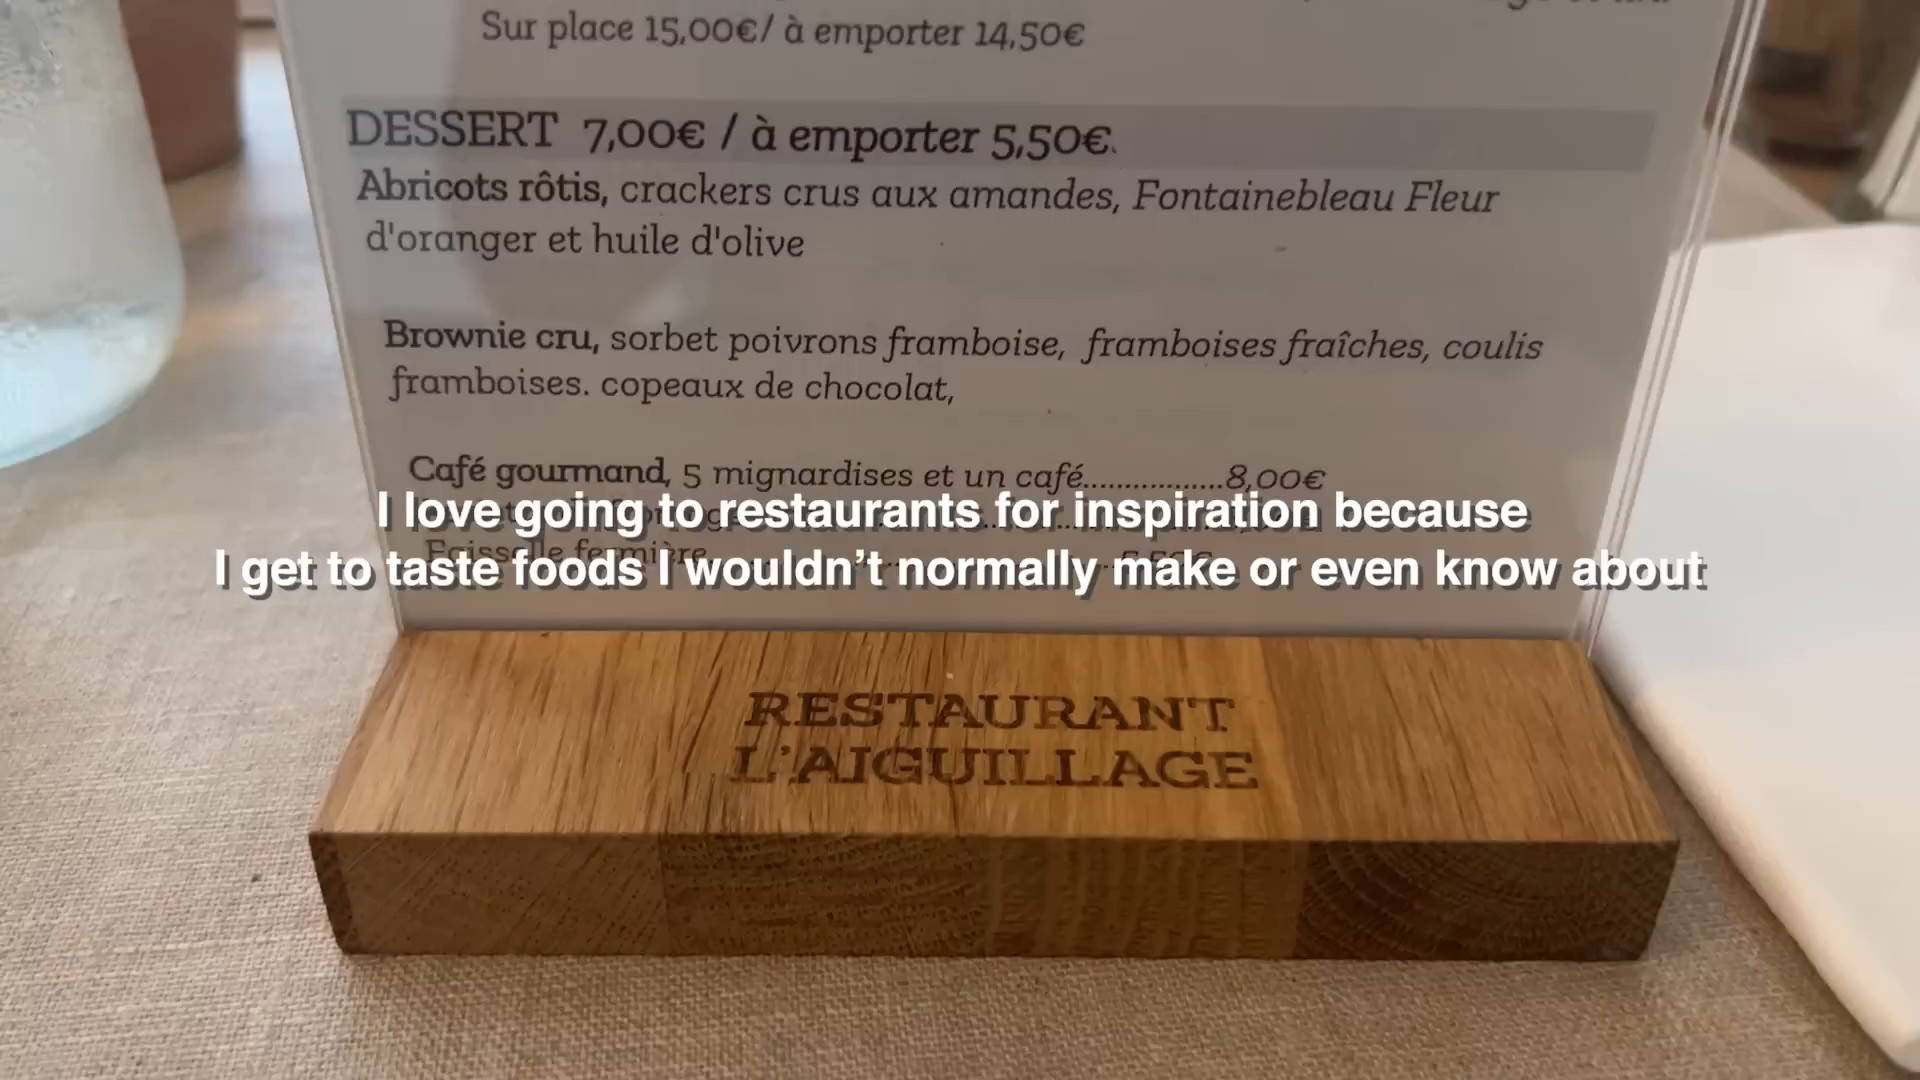 Sur place 15,00€/ à emporter 14,50€
DESSERT 7,00€ / à emporter 5,50€.
Abricots rôtis, crackers crus aux amandes, Fontainebleau Fleur
d'oranger et huile d'olive
Brownie cru, sorbet poivrons framboise, framboises fraîches, coulis
framboises. copeaux de chocolat,
Café gourmand, 5 mignardises et un café................8,00€
I love going to restaurants for inspiration because
Faisselle fermière
I get to taste foods I wouldn’t normally make or even know about
RESTAURANT
L'AIGUILLAGE